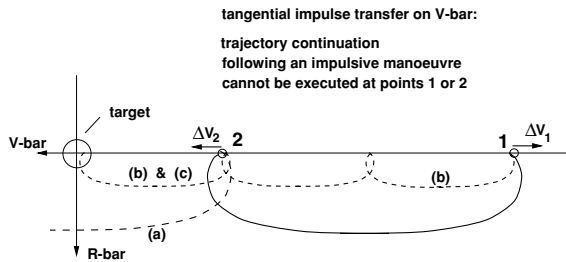 tangential impulse transfer on V-bar:
trajectory continuation
following an impulsive manoeuvre
cannot be executed at points 1 or 2
target
V-bar
ΔV2
2
1
ΔV1
(b) & (c)
(b)
(a)
R-bar